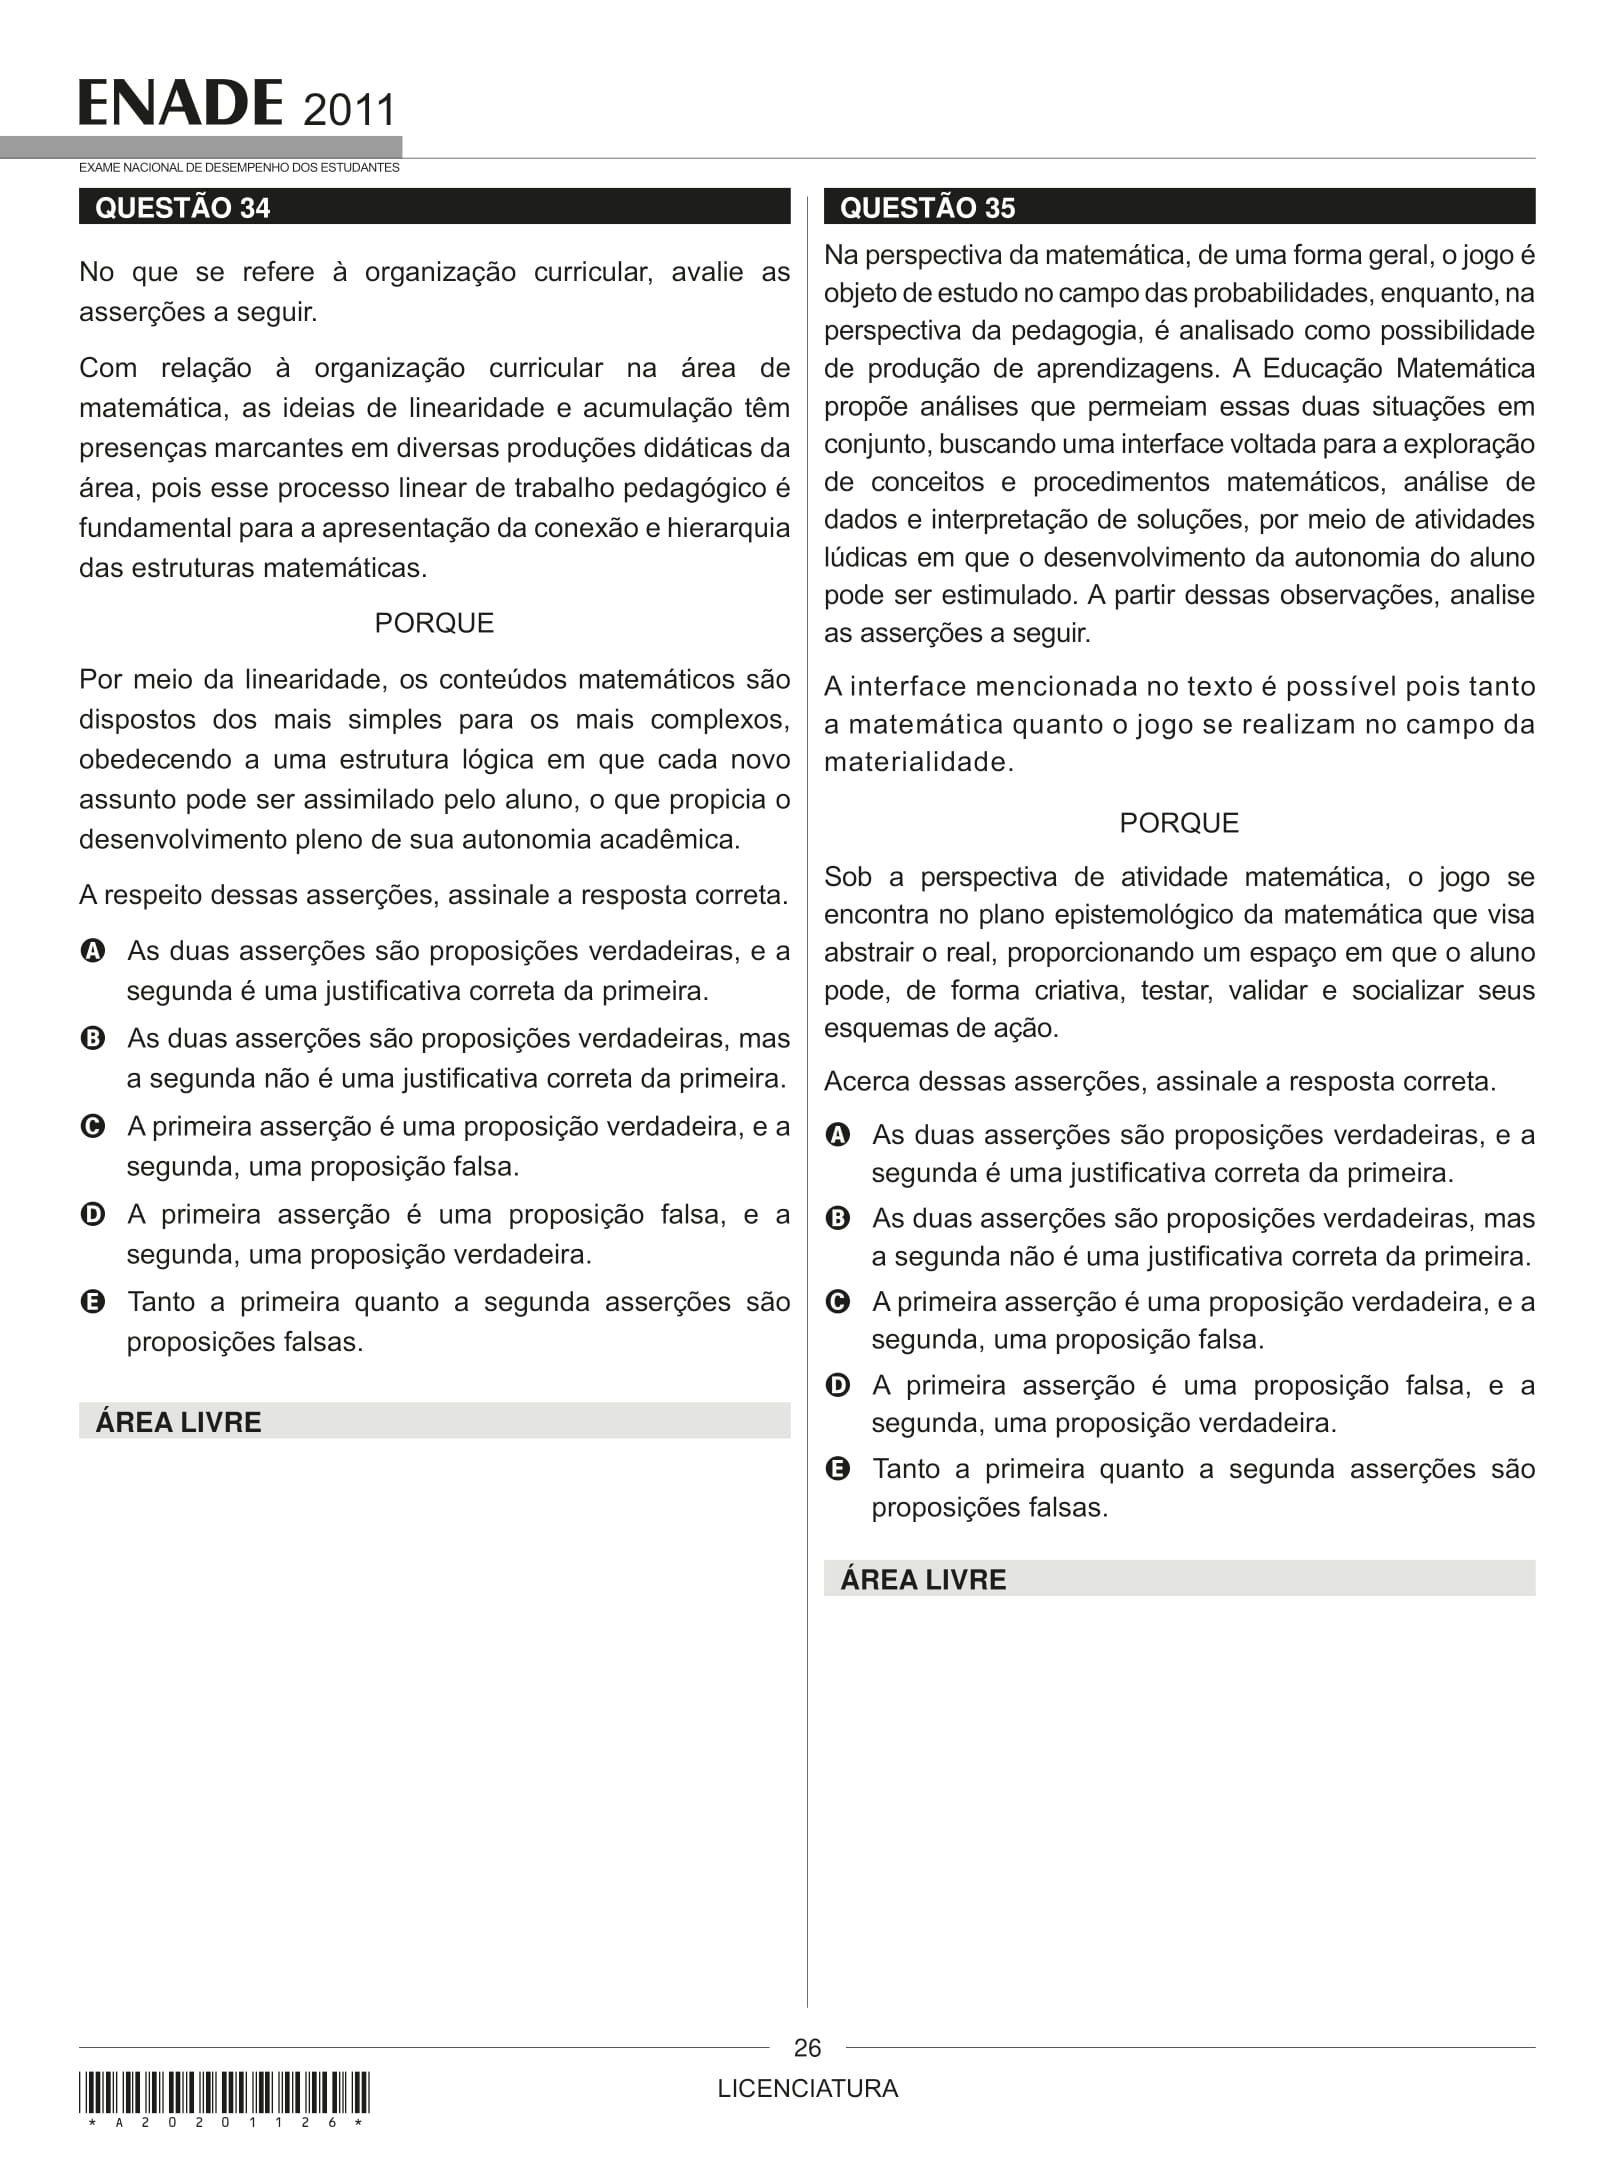 ENADE 2011
EXAME NACIONAL DE DESEMPENHO DOS ESTUDANTES
QUESTÃO 34
No que se refere à organização curricular, avalie as
asserções a seguir.
Com relação à organização curricular na área de
matemática, as ideias de linearidade e acumulação têm
presenças marcantes em diversas produções didáticas da
área, pois esse processo linear de trabalho pedagógico é
fundamental para a apresentação da conexão e hierarquia
das estruturas matemáticas.
PORQUE
Por meio da linearidade, os conteúdos matemáticos são
dispostos dos mais simples para os mais complexos,
obedecendo a uma estrutura lógica em que cada novo
assunto pode ser assimilado pelo aluno, o que propicia o
desenvolvimento pleno de sua autonomia acadêmica.
A respeito dessas asserções, assinale a resposta correta.
A As duas asserções são proposições verdadeiras, e a
segunda é uma justificativa correta da primeira.
B As duas asserções são proposições verdadeiras, mas
a segunda não é uma justificativa correta da primeira.
C A primeira asserção é uma proposição verdadeira, e a
segunda, uma proposição falsa.
D A primeira asserção é uma proposição falsa, e a
segunda, uma proposição verdadeira.
E Tanto a primeira quanto a segunda asserções são
proposições falsas.
ÁREA LIVRE
QUESTÃO 35
Na perspectiva da matemática, de uma forma geral, o jogo é
objeto de estudo no campo das probabilidades, enquanto, na
perspectiva da pedagogia, é analisado como possibilidade
de produção de aprendizagens. A Educação Matemática
propõe análises que permeiam essas duas situações em
conjunto, buscando uma interface voltada para a exploração
de conceitos e procedimentos matemáticos, análise de
dados e interpretação de soluções, por meio de atividades
lúdicas em que o desenvolvimento da autonomia do aluno
pode ser estimulado. A partir dessas observações, analise
as asserções a seguir.
A interface mencionada no texto é possível pois tanto
a matemática quanto o jogo se realizam no campo da
materialidade.
PORQUE
Sob a perspectiva de atividade matemática, o jogo se
encontra no plano epistemológico da matemática que visa
abstrair o real, proporcionando um espaço em que o aluno
pode, de forma criativa, testar, validar e socializar seus
esquemas de ação.
Acerca dessas asserções, assinale a resposta correta.
A As duas asserções são proposições verdadeiras, e a
segunda é uma justificativa correta da primeira.
B As duas asserções são proposições verdadeiras, mas
a segunda não é uma justificativa correta da primeira.
C A primeira asserção é uma proposição verdadeira, e a
segunda, uma proposição falsa.
D A primeira asserção é uma proposição falsa, e a
segunda, uma proposição verdadeira.
E Tanto a primeira quanto a segunda asserções são
proposições falsas.
ÁREA LIVRE
26
LICENCIATURA
* A 2 0 2 0 1 1 2 6 *